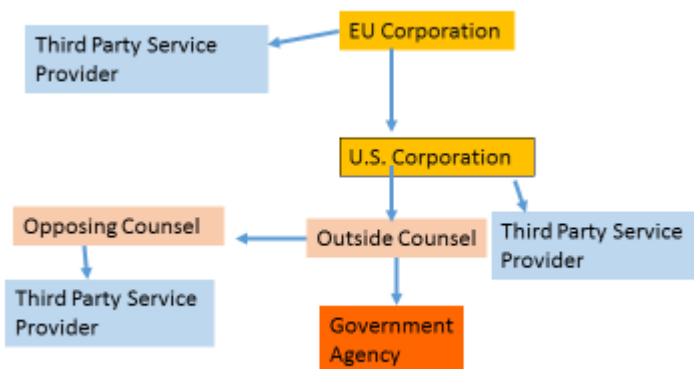 EU Corporation
Third Party Service
Provider
U.S. Corporation
Opposing Counsel
Outside Counsel
Third Party Service
Provider
Third Party Service
Provider
Government
Agency